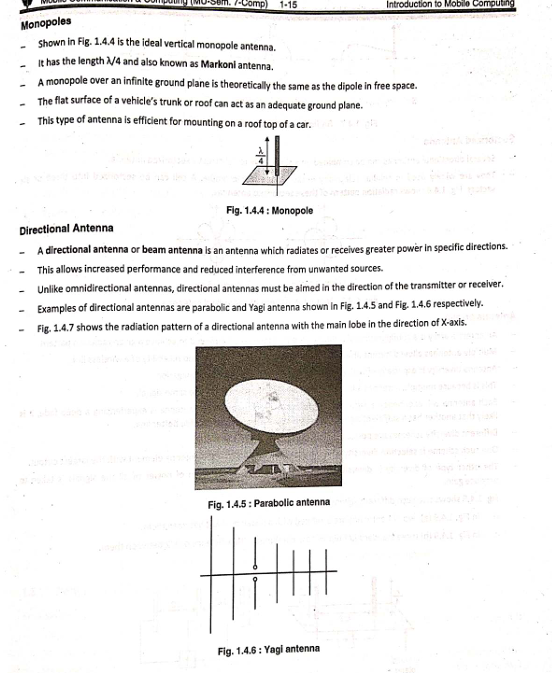 Mobile Communication & Computing (MU-Sem. 7-Comp) 1-15 Introduction to Mobile Computing
Monopoles
– Shown in Fig. 1.4.4 is the ideal vertical monopole antenna.
– It has the length λ/4 and also known as Markoni antenna.
– A monopole over an infinite ground plane is theoretically the same as the dipole in free space.
– The flat surface of a vehicle's trunk or roof can act as an adequate ground plane.
– This type of antenna is efficient for mounting on a roof top of a car.
λ
4
Fig. 1.4.4 : Monopole
Directional Antenna
– A directional antenna or beam antenna is an antenna which radiates or receives greater power in specific directions.
– This allows increased performance and reduced interference from unwanted sources.
– Unlike omnidirectional antennas, directional antennas must be aimed in the direction of the transmitter or receiver.
– Examples of directional antennas are parabolic and Yagi antenna shown in Fig. 1.4.5 and Fig. 1.4.6 respectively.
– Fig. 1.4.7 shows the radiation pattern of a directional antenna with the main lobe in the direction of X-axis.
Fig. 1.4.5 : Parabolic antenna
Fig. 1.4.6 : Yagi antenna